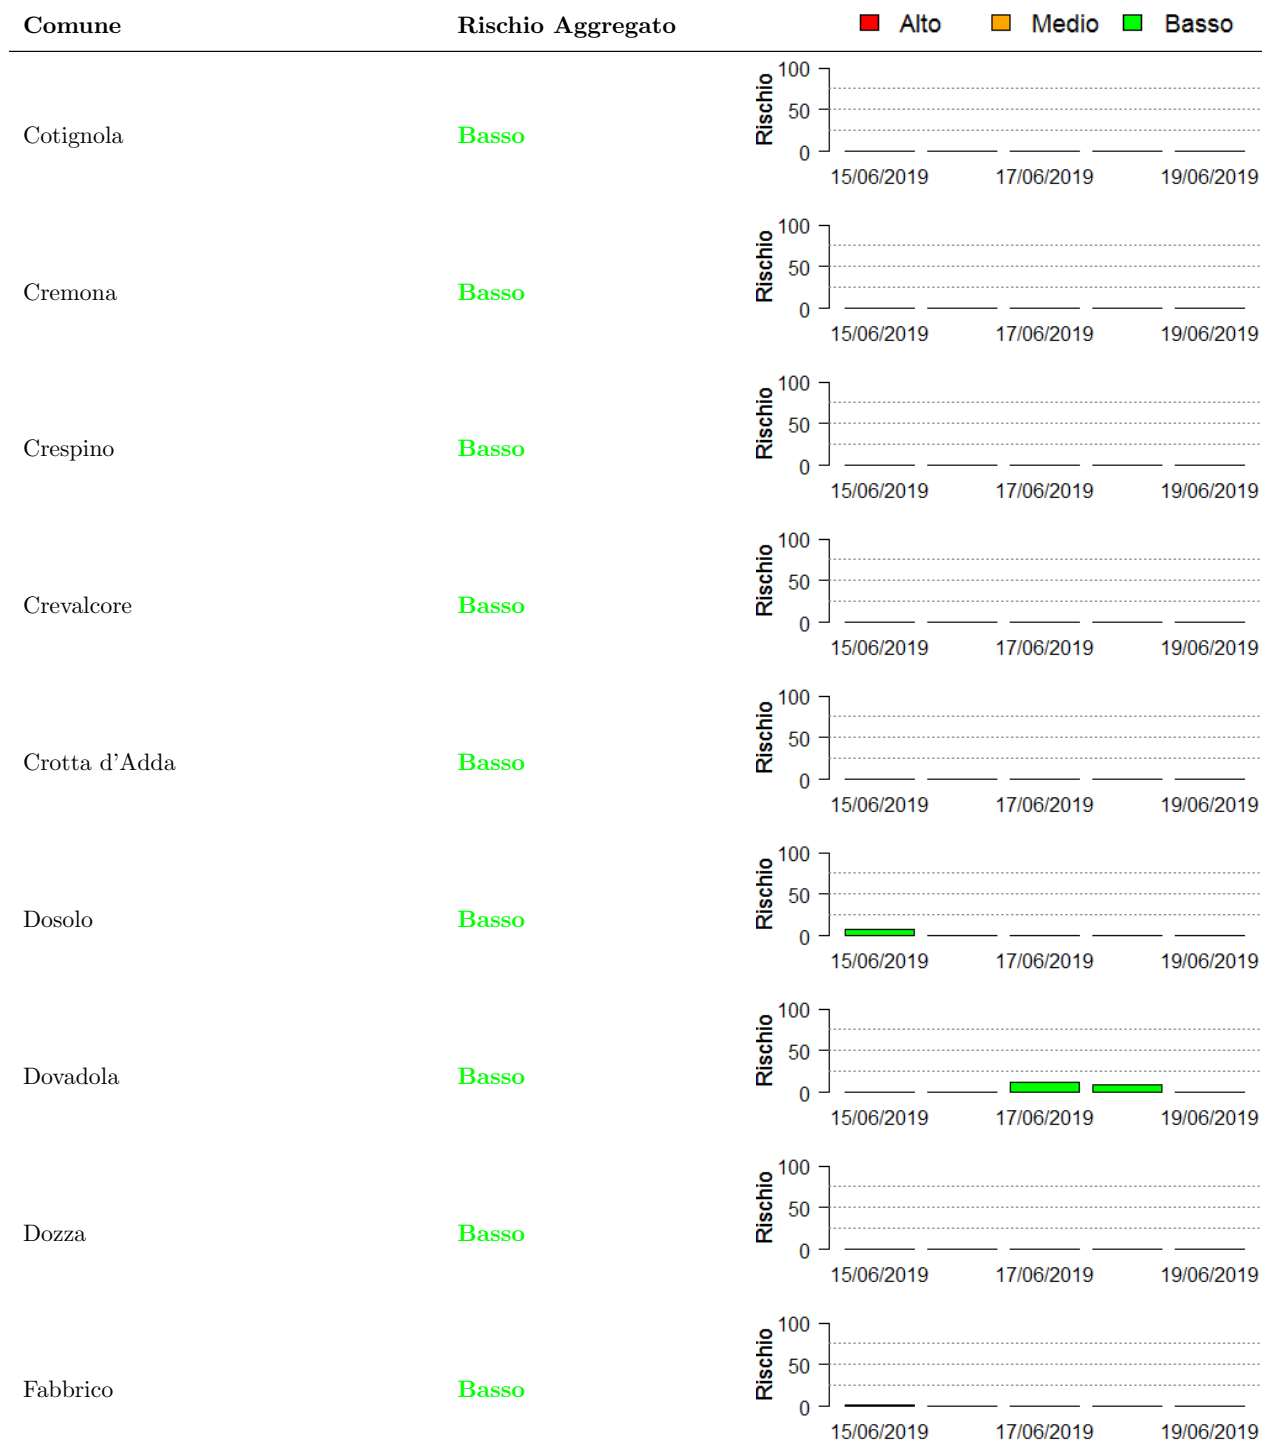 Comune Rischio Aggregato Alto Medio Basso
100
50
0
Rischio
Cotignola Basso
15/06/2019 17/06/2019 19/06/2019
100
50
0
Rischio
Cremona Basso
15/06/2019 17/06/2019 19/06/2019
100
50
0
Rischio
Crespino Basso
15/06/2019 17/06/2019 19/06/2019
100
50
0
Rischio
Crevalcore Basso
15/06/2019 17/06/2019 19/06/2019
100
50
0
Rischio
Crotta d'Adda Basso
15/06/2019 17/06/2019 19/06/2019
100
50
0
Rischio
Dosolo Basso
15/06/2019 17/06/2019 19/06/2019
100
50
0
Rischio
Dovadola Basso
15/06/2019 17/06/2019 19/06/2019
100
50
0
Rischio
Dozza Basso
15/06/2019 17/06/2019 19/06/2019
100
50
0
Rischio
Fabbrico Basso
15/06/2019 17/06/2019 19/06/2019